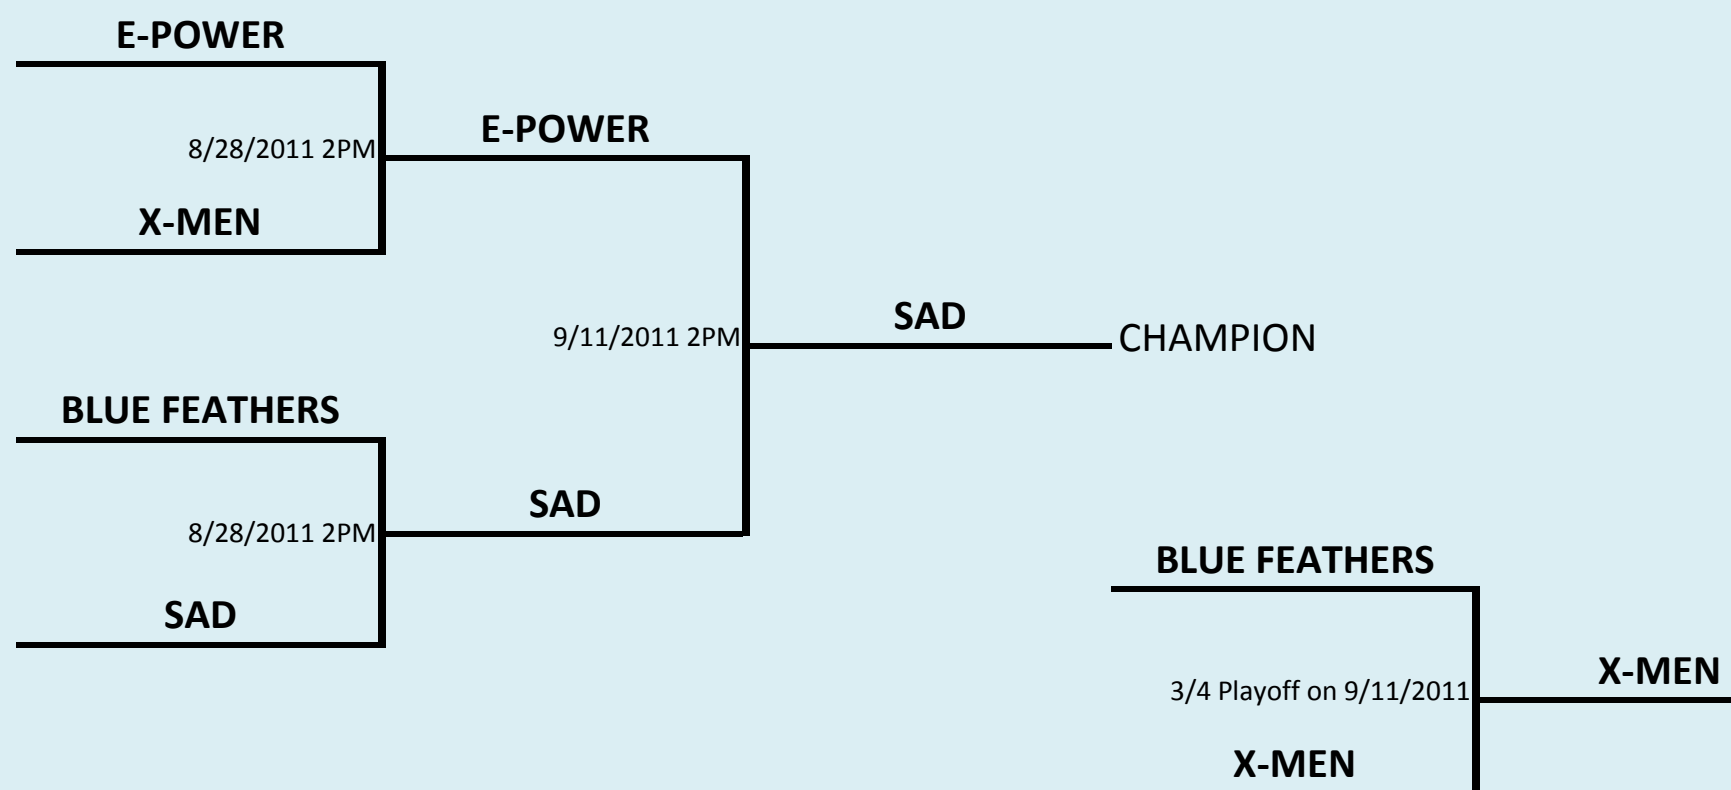 E-POWER
8/28/2011 2PM
E-POWER
X-MEN
9/11/2011 2PM
SAD
CHAMPION
BLUE FEATHERS
8/28/2011 2PM
SAD
SAD
BLUE FEATHERS
3/4 Playoff on 9/11/2011
X-MEN
X-MEN